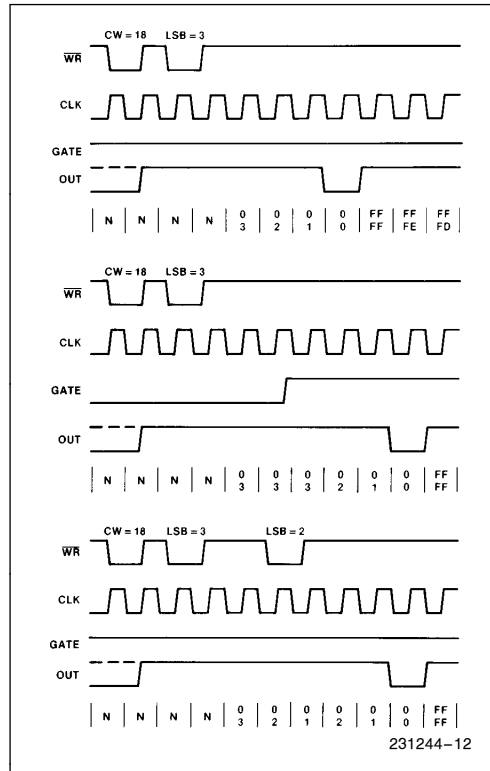 CW = 18 LSB = 3
WR
CLK
GATE
OUT
N N N N 0 0 0 0 FF FF FF
3 2 1 0 FF FE FD
CW = 18 LSB = 3
WR
CLK
GATE
OUT
N N N N 0 0 0 0 0 0 FF
3 3 3 2 1 0 FF
CW = 18 LSB = 3 LSB = 2
WR
CLK
GATE
OUT
N N N N 0 0 0 0 0 0 FF
3 2 1 2 1 0 FF
231244–12